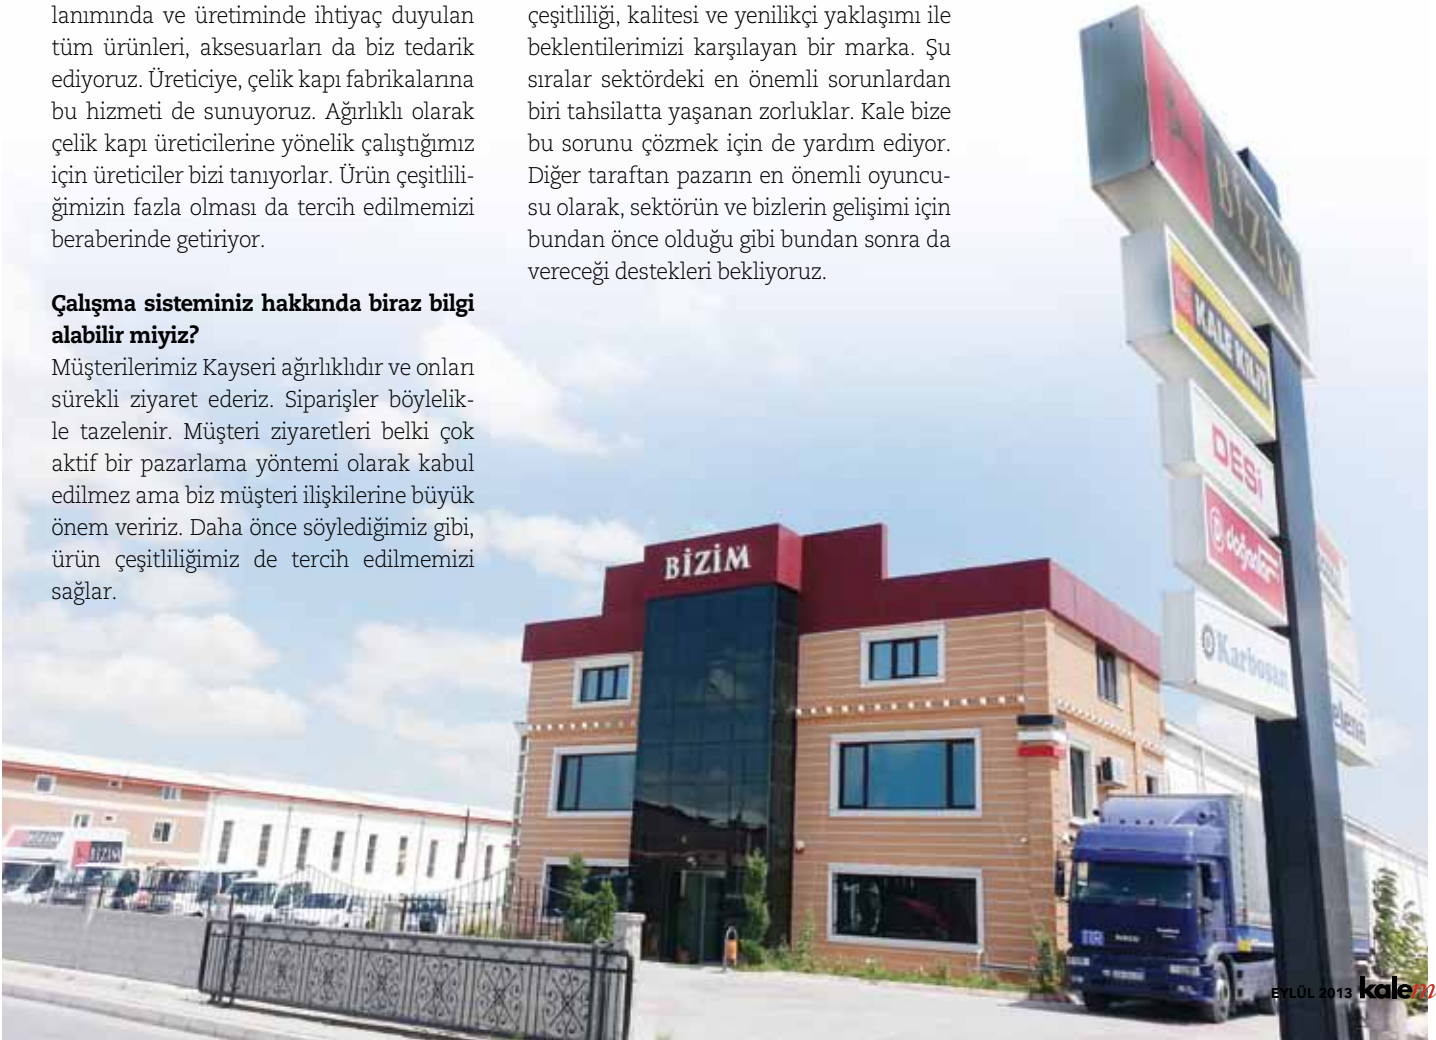 lanımında ve üretiminde ihtiyaç duyulan
tüm ürünleri, aksesuarları da biz tedarik
ediyoruz. Üreticiye, çelik kapı fabrikalarına
bu hizmeti de sunuyoruz. Ağırlıklı olarak
çelik kapı üreticilerine yönelik çalıştığımız
için üreticiler bizi tanıyorlar. Ürün çeşitlili-
ğimizin fazla olması da tercih edilmemizi
beraberinde getiriyor.
Çalışma sisteminiz hakkında biraz bilgi
alabilir miyiz?
Müşterilerimiz Kayseri ağırlıklıdır ve onları
sürekli ziyaret ederiz. Siparişler böylelik-
le tazelenir. Müşteri ziyaretleri belki çok
aktif bir pazarlama yöntemi olarak kabul
edilmez ama biz müşteri ilişkilerine büyük
önem veririz. Daha önce söylediğimiz gibi,
ürün çeşitliliğimiz de tercih edilmemizi
sağlar.
çeşitliliği, kalitesi ve yenilikçi yaklaşımı ile
beklentilerimizi karşılayan bir marka. Şu
sıralar sektördeki en önemli sorunlardan
biri tahsilatta yaşanan zorluklar. Kale bize
bu sorunu çözmek için de yardım ediyor.
Diğer taraftan pazarın en önemli oyuncu-
su olarak, sektörün ve bizlerin gelişimi için
bundan önce olduğu gibi bundan sonra da
vereceği destekleri bekliyoruz.
BİZİM
KALE KİLİT
DESi
doğanlar
Karbosan
elena
BİZİM
BİZİM
BİZİM
EYLÜL 2013 kalem